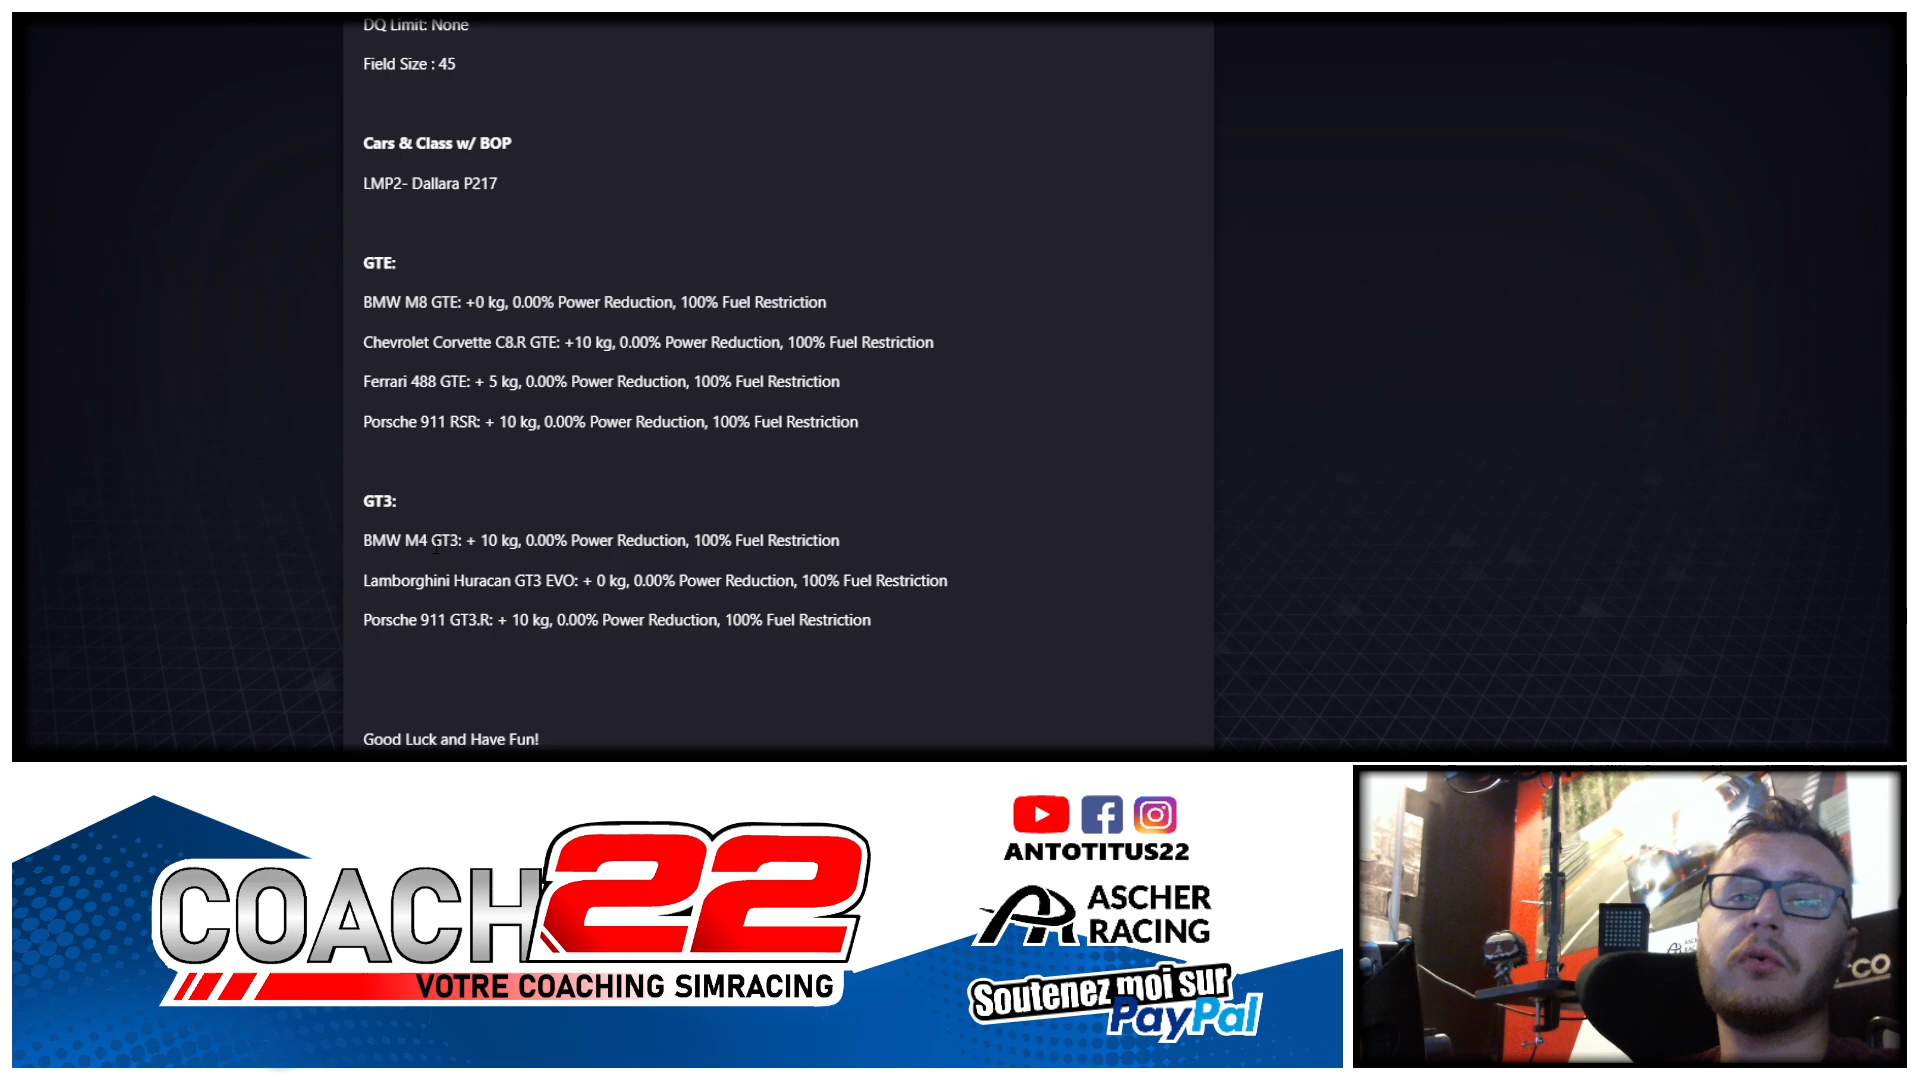 DQ Limit: None
Field Size : 45
Cars & Class w/ BOP
LMP2- Dallara P217
GTE:
BMW M8 GTE: +0 kg, 0.00% Power Reduction, 100% Fuel Restriction
Chevrolet Corvette C8.R GTE: +10 kg, 0.00% Power Reduction, 100% Fuel Restriction
Ferrari 488 GTE: + 5 kg, 0.00% Power Reduction, 100% Fuel Restriction
Porsche 911 RSR: + 10 kg, 0.00% Power Reduction, 100% Fuel Restriction
GT3:
BMW M4 GT3: + 10 kg, 0.00% Power Reduction, 100% Fuel Restriction
Lamborghini Huracan GT3 EVO: + 0 kg, 0.00% Power Reduction, 100% Fuel Restriction
Porsche 911 GT3.R: + 10 kg, 0.00% Power Reduction, 100% Fuel Restriction
Good Luck and Have Fun!
COACH 22
VOTRE COACHING SIMRACING
ANTOTITUS22
ASCHER
RACING
Soutenez moi sur
PayPal